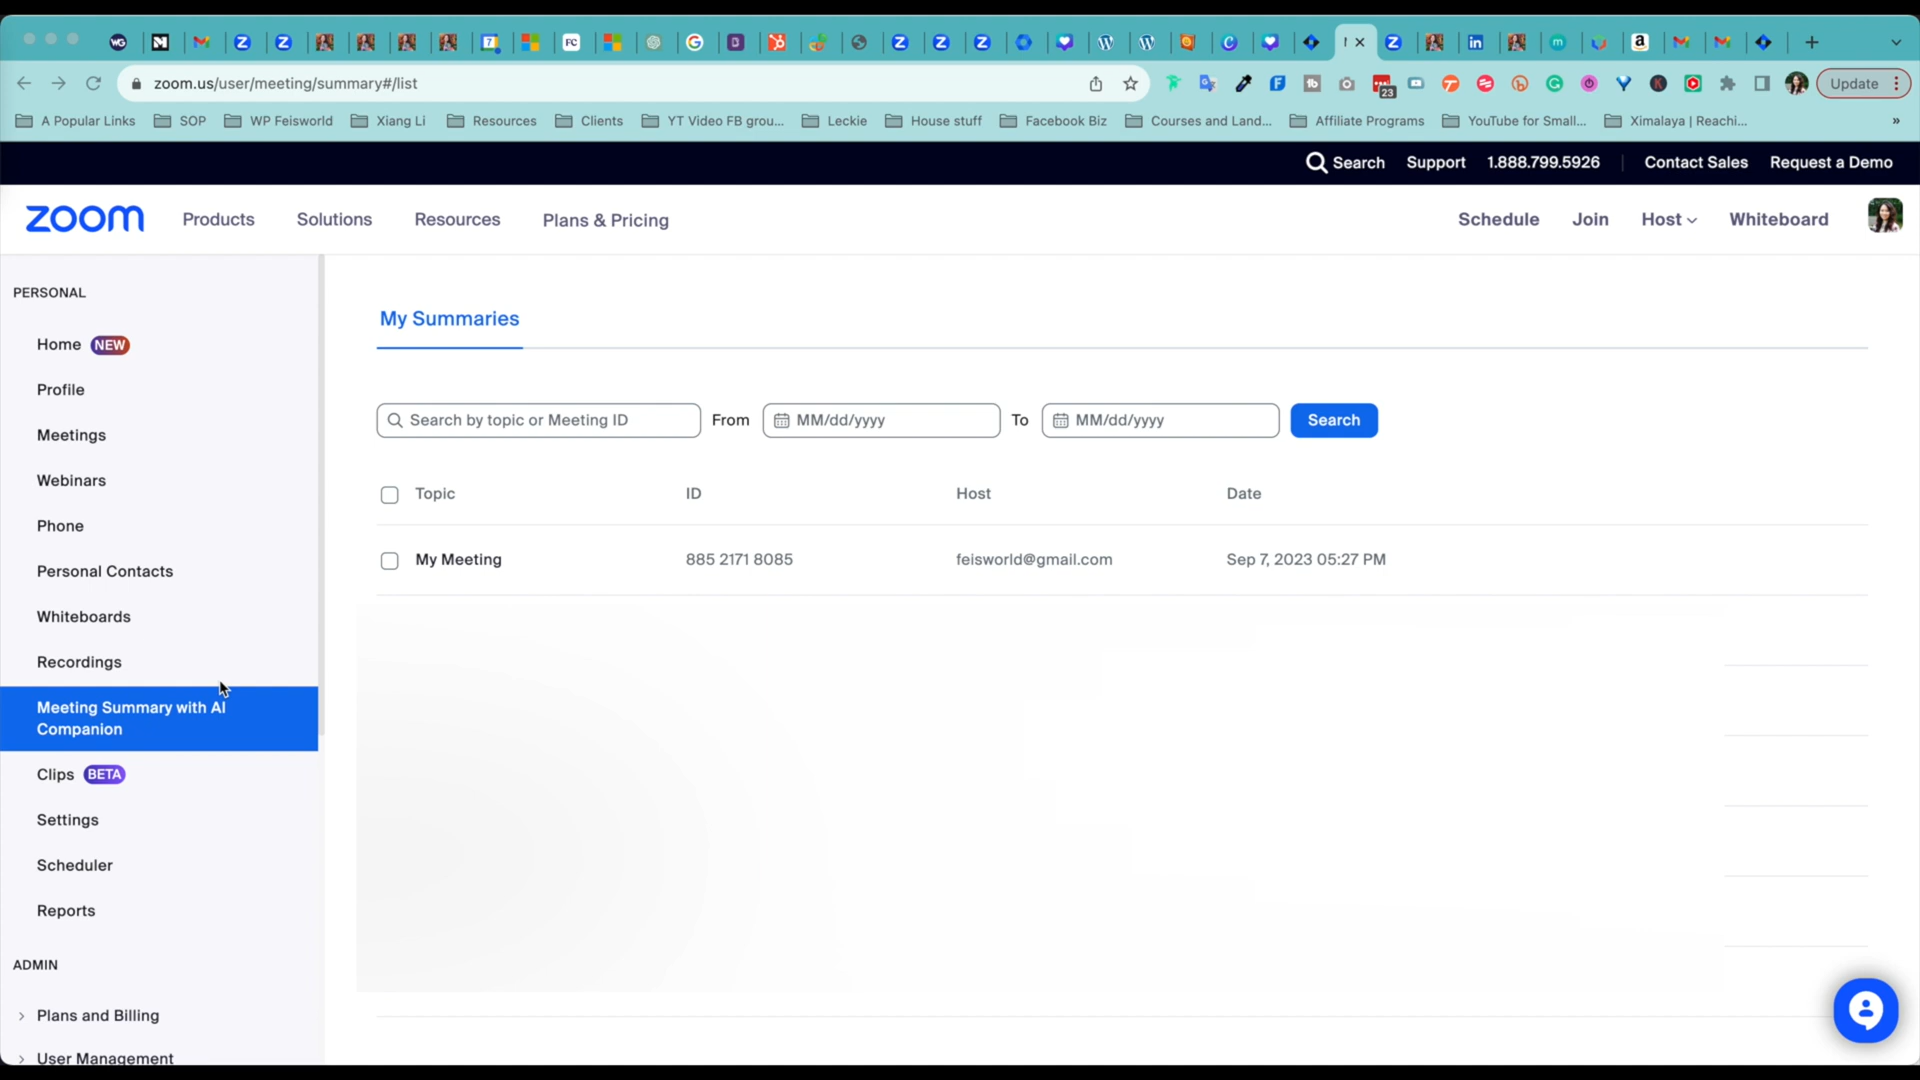 zoom.us/user/meeting/summary#/list
Update
23
A Popular Links
SOP
WP Feisworld
Xiang Li
Resources
Clients
YT Video FB grou...
Leckie
House stuff
Facebook Biz
Courses and Land...
Affiliate Programs
YouTube for Small...
Ximalaya | Reachi...
»
Search
Support
1.888.799.5926
Contact Sales
Request a Demo
zoom
Products
Solutions
Resources
Plans & Pricing
Schedule
Join
Host
Whiteboard
PERSONAL
Home NEW
Profile
Meetings
Webinars
Phone
Personal Contacts
Whiteboards
Recordings
Meeting Summary with AI
Companion
Clips BETA
Settings
Scheduler
Reports
ADMIN
Plans and Billing
User Management
My Summaries
Search by topic or Meeting ID
From
MM/dd/yyyy
To
MM/dd/yyyy
Search
Topic
ID
Host
Date
My Meeting
885 2171 8085
feisworld@gmail.com
Sep 7, 2023 05:27 PM